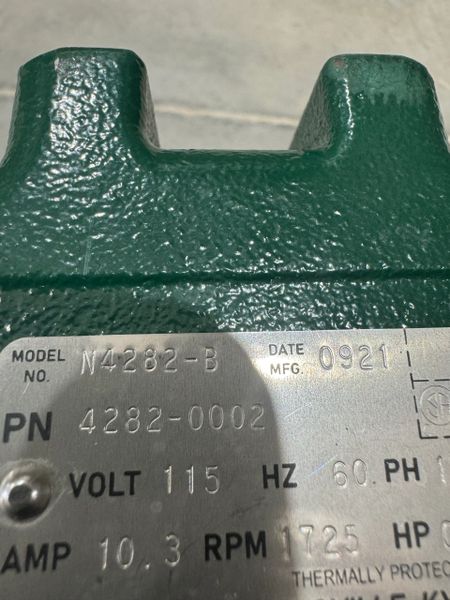 MODEL NO. N4282-B DATE MFG. 0921
PN 4282-0002
VOLT 115 HZ 60 PH 1
AMP 10.3 RPM 1725 HP
THERMALLY PROTEC